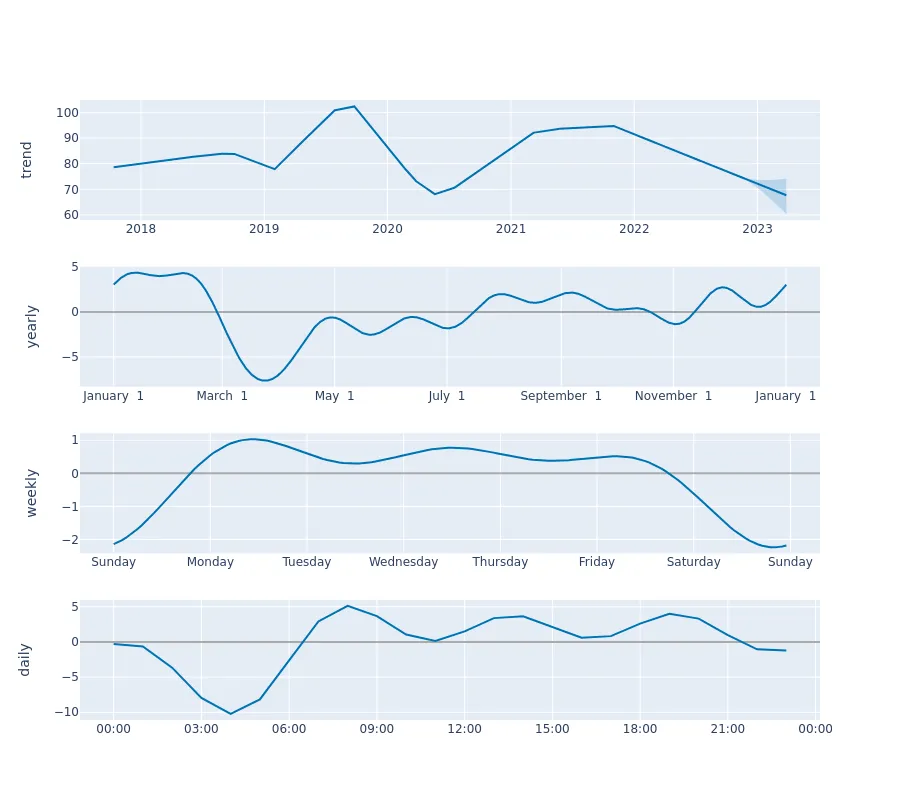 trend
100
90
80
70
60
2018 2019 2020 2021 2022 2023
yearly
5
0
−5
January 1 March 1 May 1 July 1 September 1 November 1 January 1
weekly
1
0
−1
−2
Sunday Monday Tuesday Wednesday Thursday Friday Saturday Sunday
daily
5
0
−5
−10
00:00 03:00 06:00 09:00 12:00 15:00 18:00 21:00 00:00